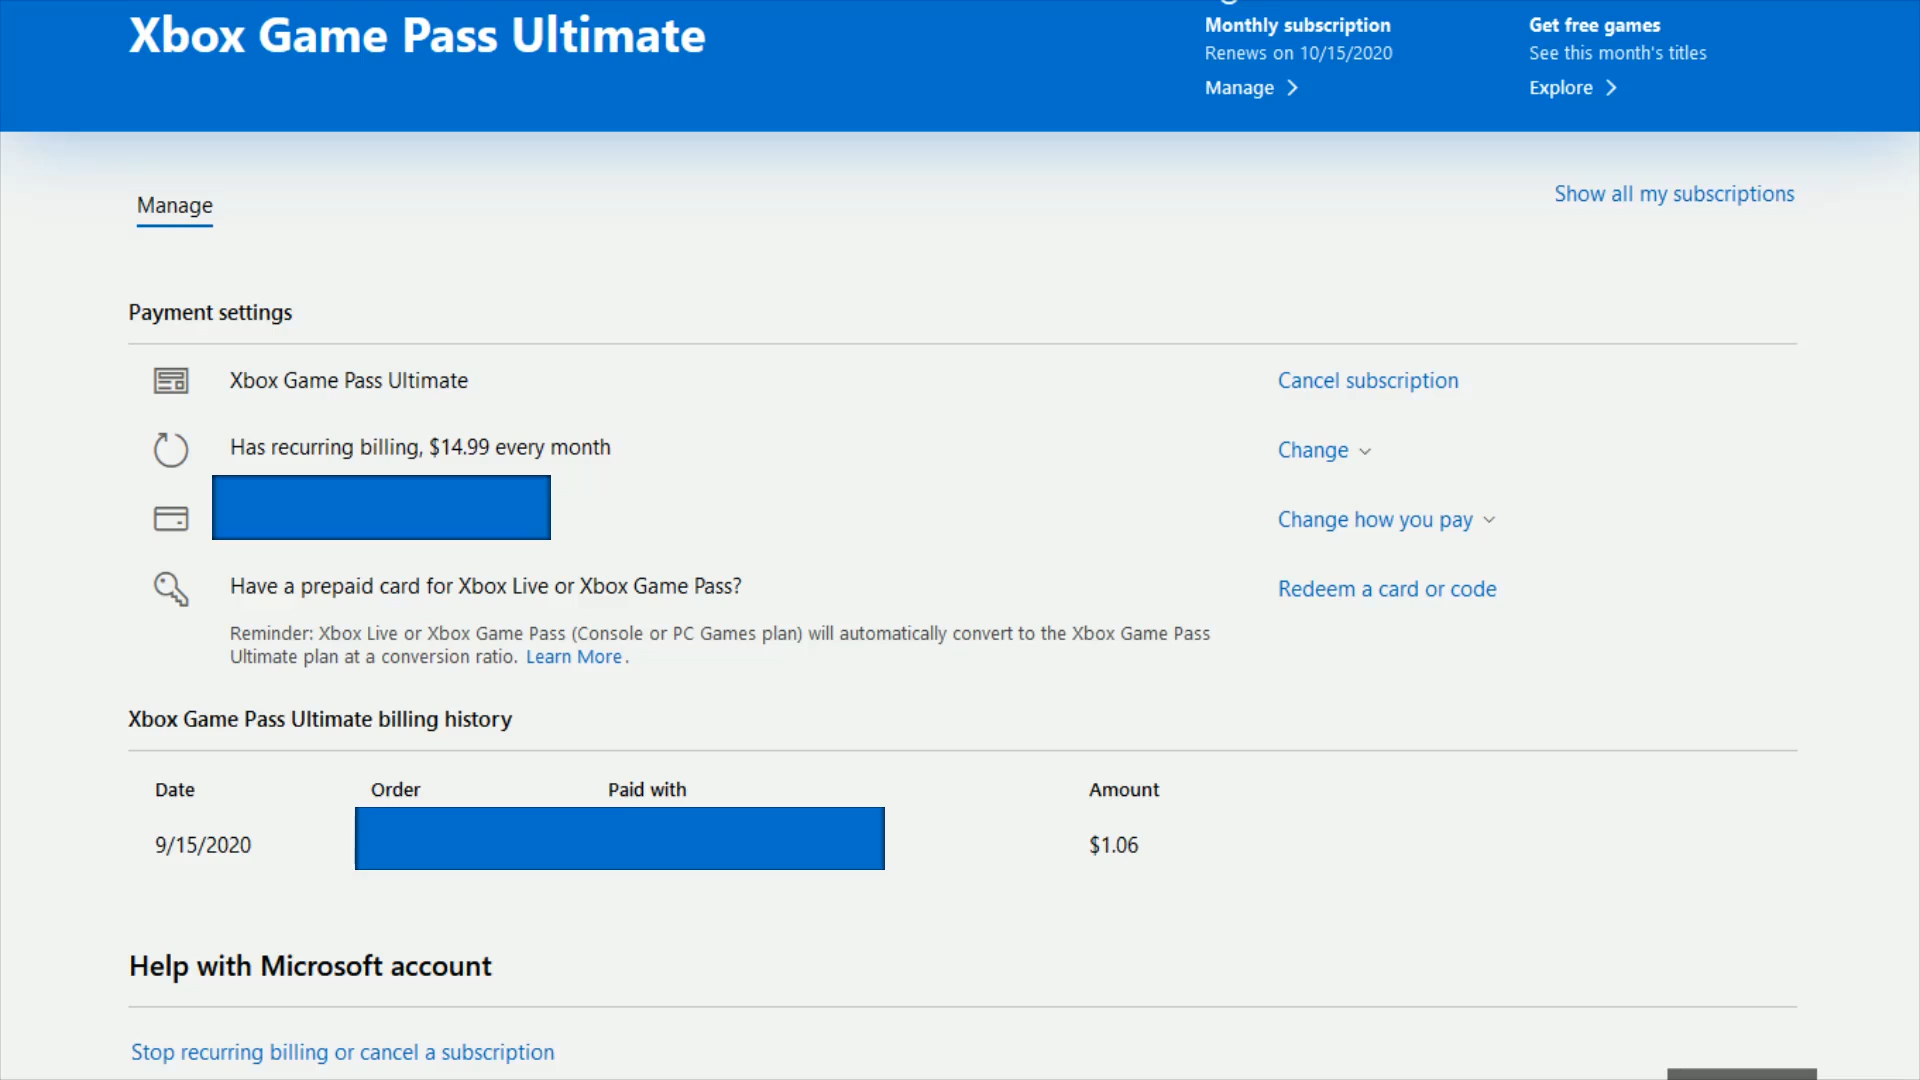 Xbox Game Pass Ultimate
Monthly subscription
Renews on 10/15/2020
Manage
Get free games
See this month's titles
Explore
Manage
Show all my subscriptions
Payment settings
Xbox Game Pass Ultimate
Cancel subscription
Has recurring billing, $14.99 every month
Change
Change how you pay
Have a prepaid card for Xbox Live or Xbox Game Pass?
Redeem a card or code
Reminder: Xbox Live or Xbox Game Pass (Console or PC Games plan) will automatically convert to the Xbox Game Pass
Ultimate plan at a conversion ratio. Learn More.
Xbox Game Pass Ultimate billing history
Date Order Paid with Amount
9/15/2020 $1.06
Help with Microsoft account
Stop recurring billing or cancel a subscription